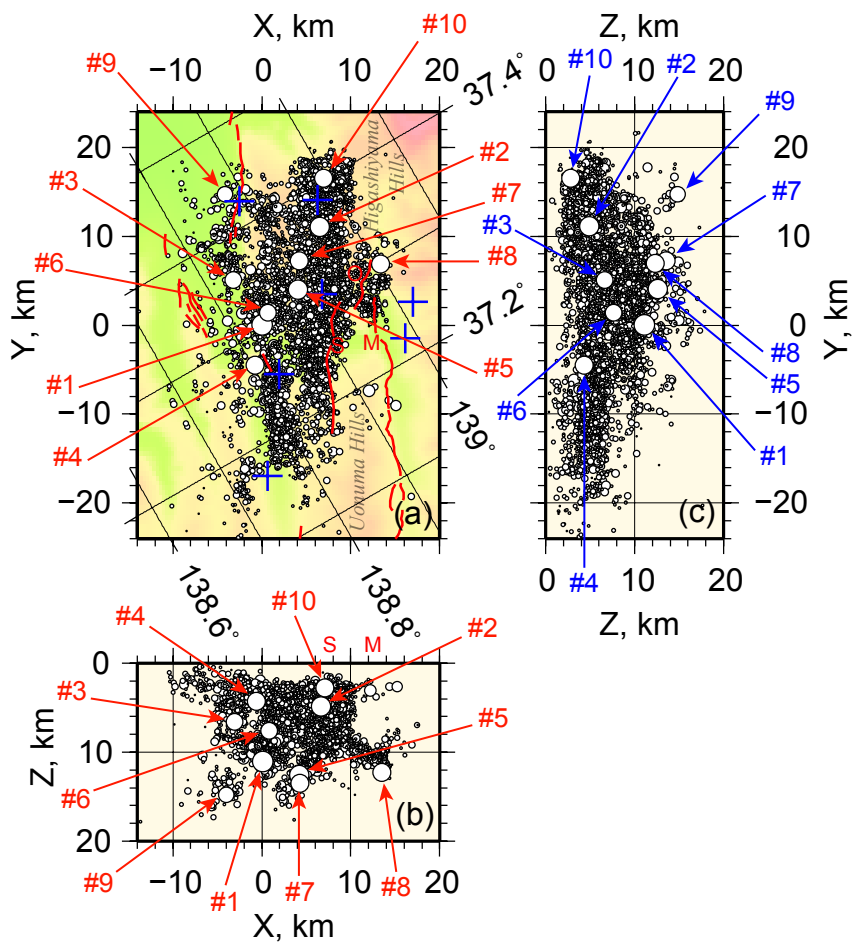 X, km
Z, km
#10
#9
#3
#6
#1
#4
#2
#7
#8
#5
−10 0 10 20
20
10
0
−10
−20
Y, km
37.4°
37.2°
139°
138.6°
138.8°
Higashiyama
Hills
Uonuma Hills
S
M
(a)
0 10 20
#10
#2
#9
#7
#3
#8
#5
#6
#1
#4
20
10
0
−10
−20
Y, km
(c)
0 10 20
Z, km
#10
#4
#3
#6
#9
#1
#7
#8
#5
#2
S M
0
10
20
Z, km
(b)
−10 0 10 20
X, km